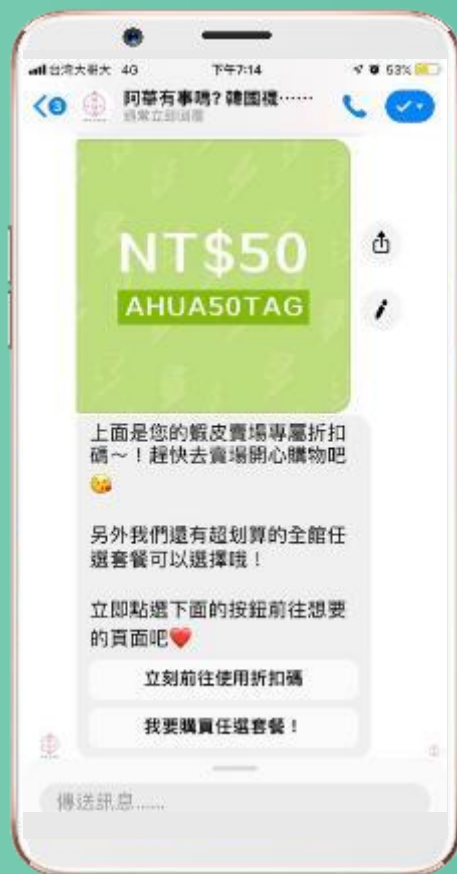 台灣大哥大 4G 下午7:14 53%
3 阿華有事嗎? 韓國襪……
通常立即回覆
NT$50
AHUA50TAG
上面是您的蝦皮賣場專屬折扣
碼～！趕快去賣場開心購物吧
😘
另外我們還有超划算的全館任
選套餐可以選擇哦！
立即點選下面的按鈕前往想要
的頁面吧❤️
立刻前往使用折扣碼
我要購買任選套餐！
傳送訊息……